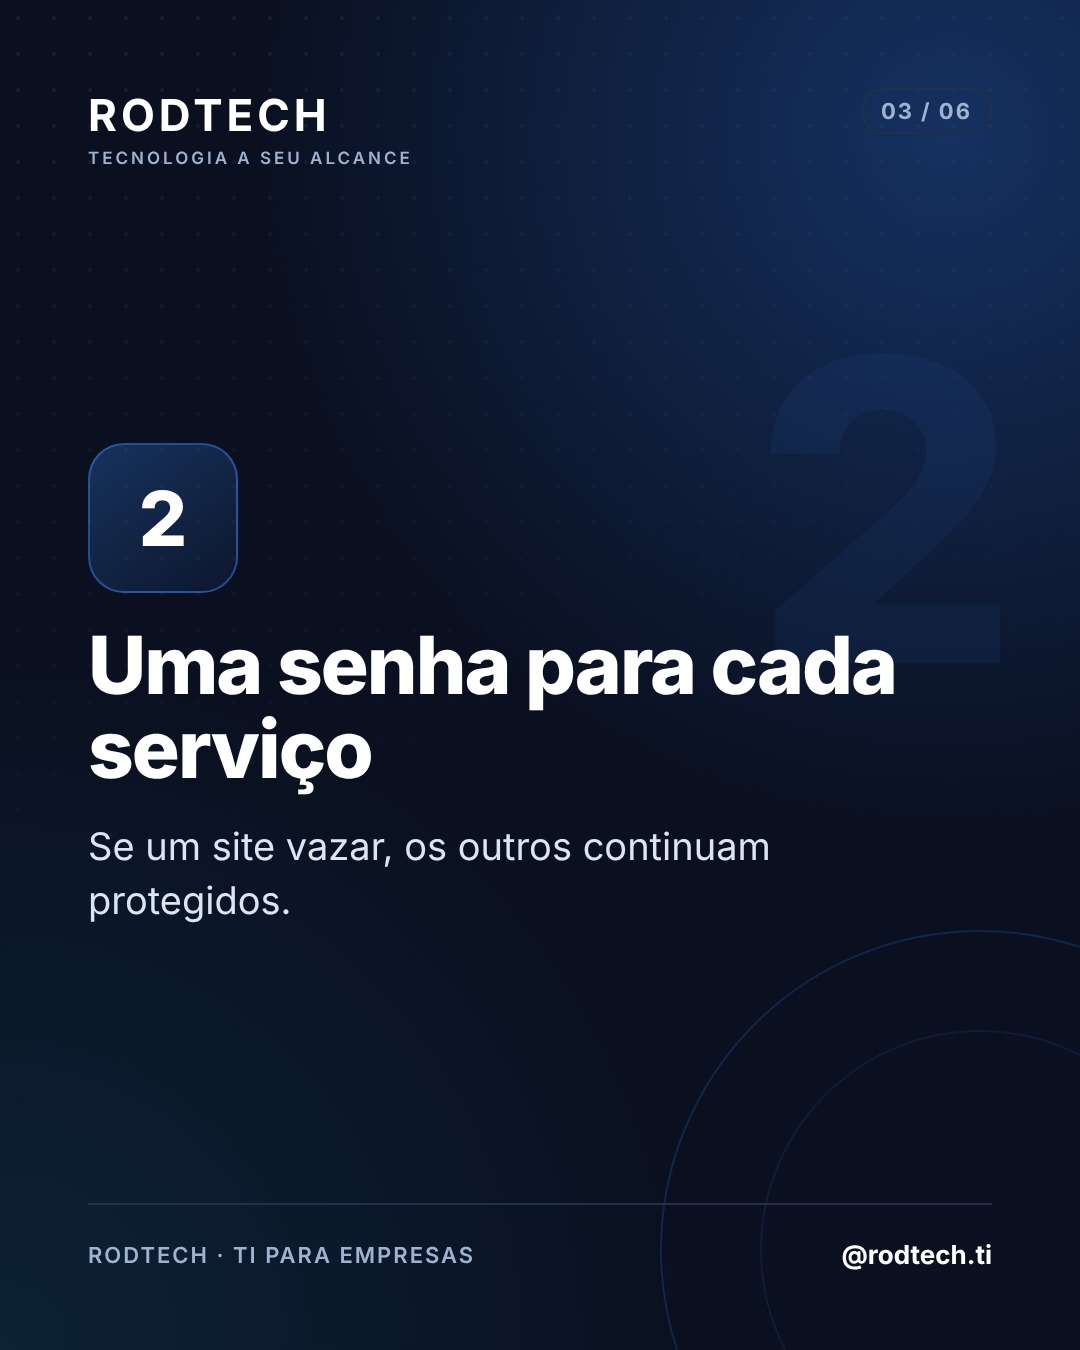 RODTECH
TECNOLOGIA A SEU ALCANCE
03 / 06
2
2
Uma senha para cada
serviço
Se um site vazar, os outros continuam
protegidos.
RODTECH · TI PARA EMPRESAS
@rodtech.ti